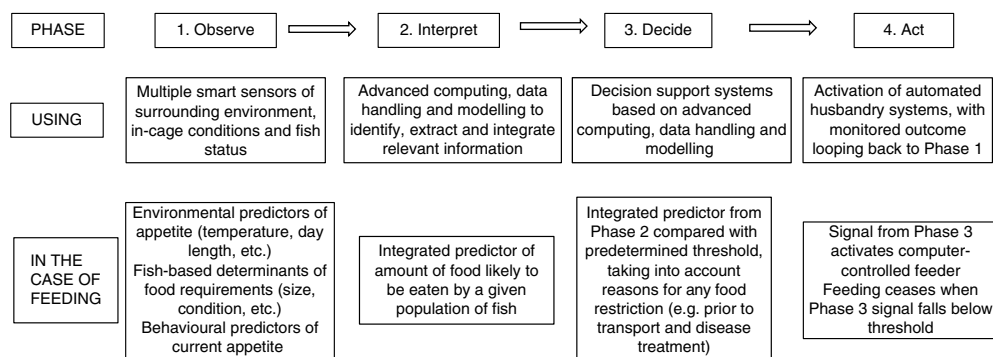 PHASE
1. Observe
2. Interpret
3. Decide
4. Act
USING
Multiple smart sensors of
surrounding environment,
in-cage conditions and fish
status
Advanced computing, data
handling and modelling to
identify, extract and integrate
relevant information
Decision support systems
based on advanced
computing, data handling and
modelling
Activation of automated
husbandry systems, with
monitored outcome
looping back to Phase 1
IN THE
CASE OF
FEEDING
Environmental predictors of
appetite (temperature, day
length, etc.)
Fish-based determinants of
food requirements (size,
condition, etc.)
Behavioural predictors of
current appetite
Integrated predictor of
amount of food likely to
be eaten by a given
population of fish
Integrated predictor from
Phase 2 compared with
predetermined threshold,
taking into account
reasons for any food
restriction (e.g. prior to
transport and disease
treatment)
Signal from Phase 3
activates computer-
controlled feeder
Feeding ceases when
Phase 3 signal falls below
threshold